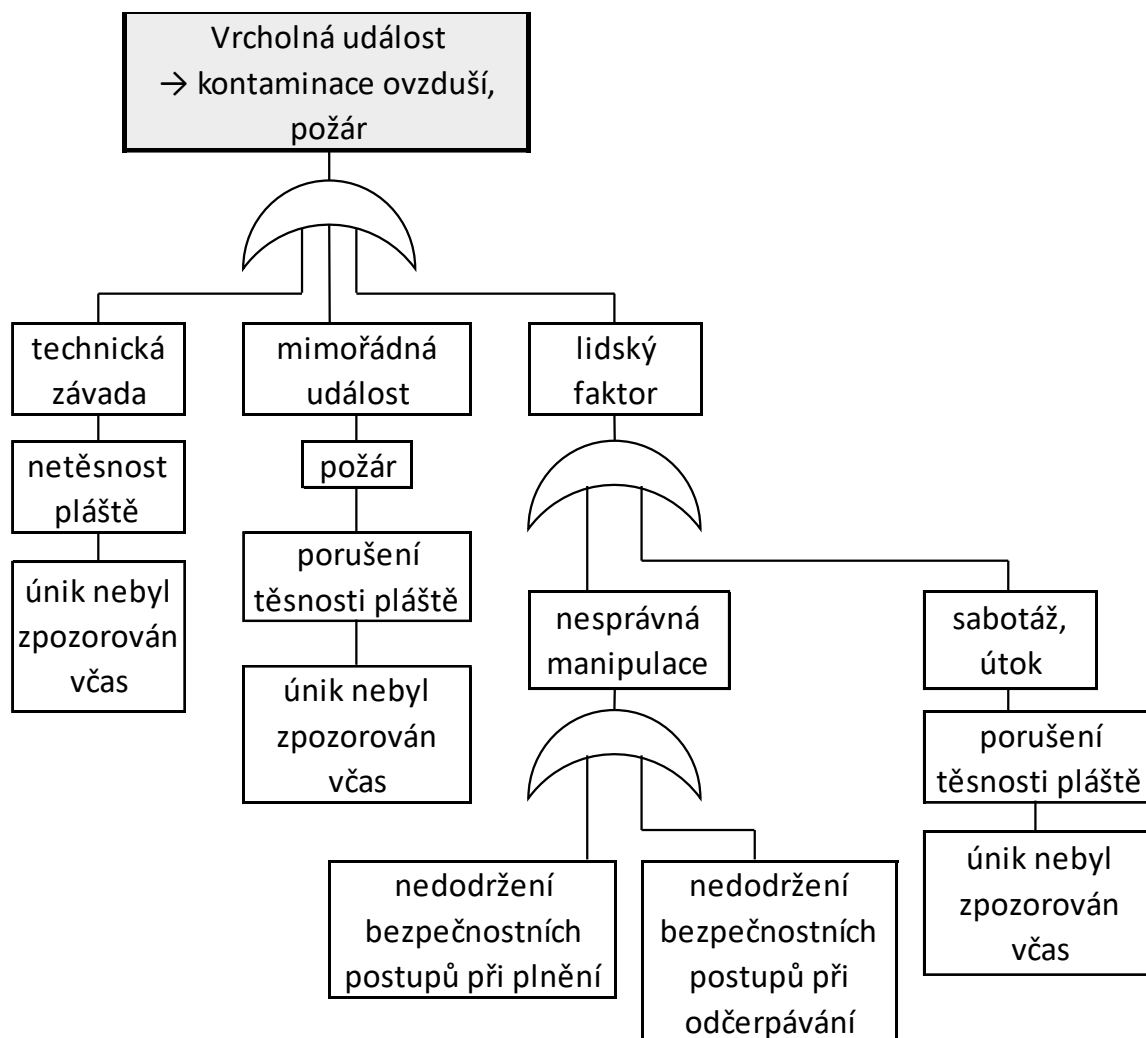 Vrcholná událost
→ kontaminace ovzduší,
požár
technická
závada
mimořádná
událost
lidský
faktor
netěsnost
pláště
požár
únik nebyl
zpozorován
včas
porušení
těsnosti pláště
únik nebyl
zpozorován
včas
nesprávná
manipulace
sabotáž,
útok
porušení
těsnosti pláště
únik nebyl
zpozorován
včas
nedodržení
bezpečnostních
postupů při plnění
nedodržení
bezpečnostních
postupů při
odčerpávání